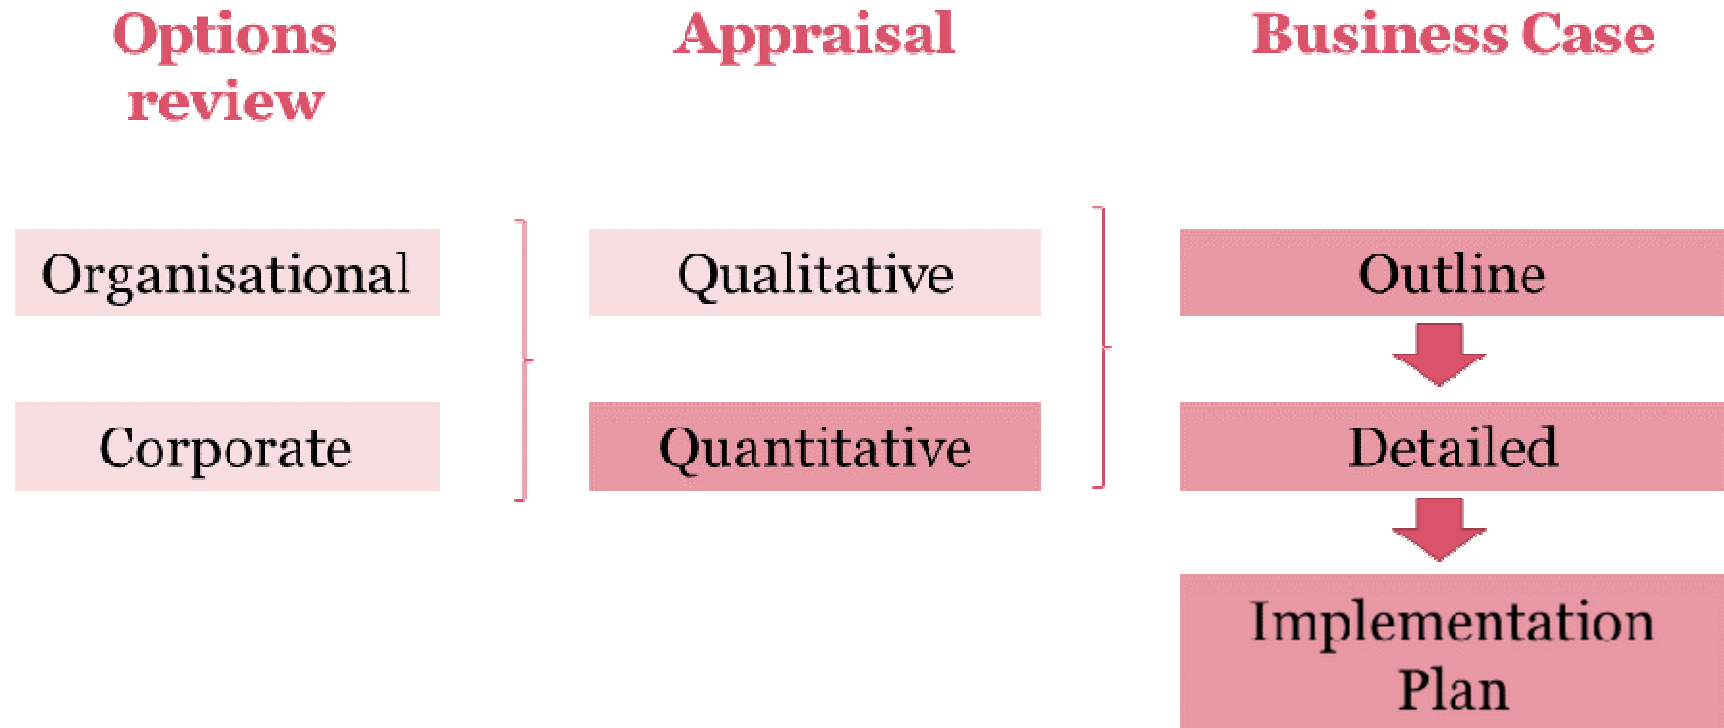 Options
review
Appraisal
Business Case
Organisational
Qualitative
Outline
Corporate
Quantitative
Detailed
Implementation
Plan